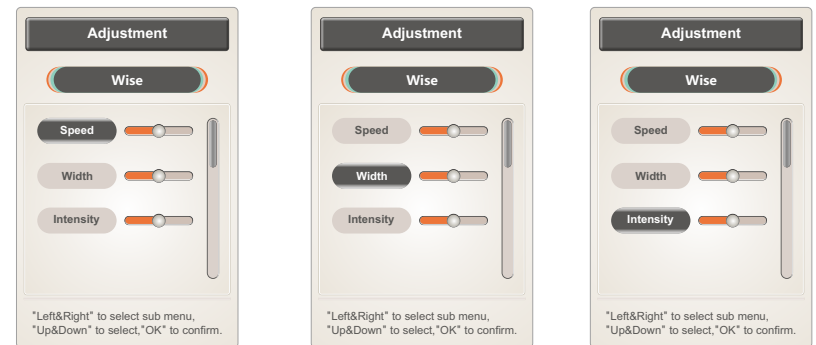 Adjustment
Wise
Speed
Width
Intensity
"Left&Right" to select sub menu,
"Up&Down" to select,"OK" to confirm.
Adjustment
Wise
Speed
Width
Intensity
"Left&Right" to select sub menu,
"Up&Down" to select,"OK" to confirm.
Adjustment
Wise
Speed
Width
Intensity
"Left&Right" to select sub menu,
"Up&Down" to select,"OK" to confirm.